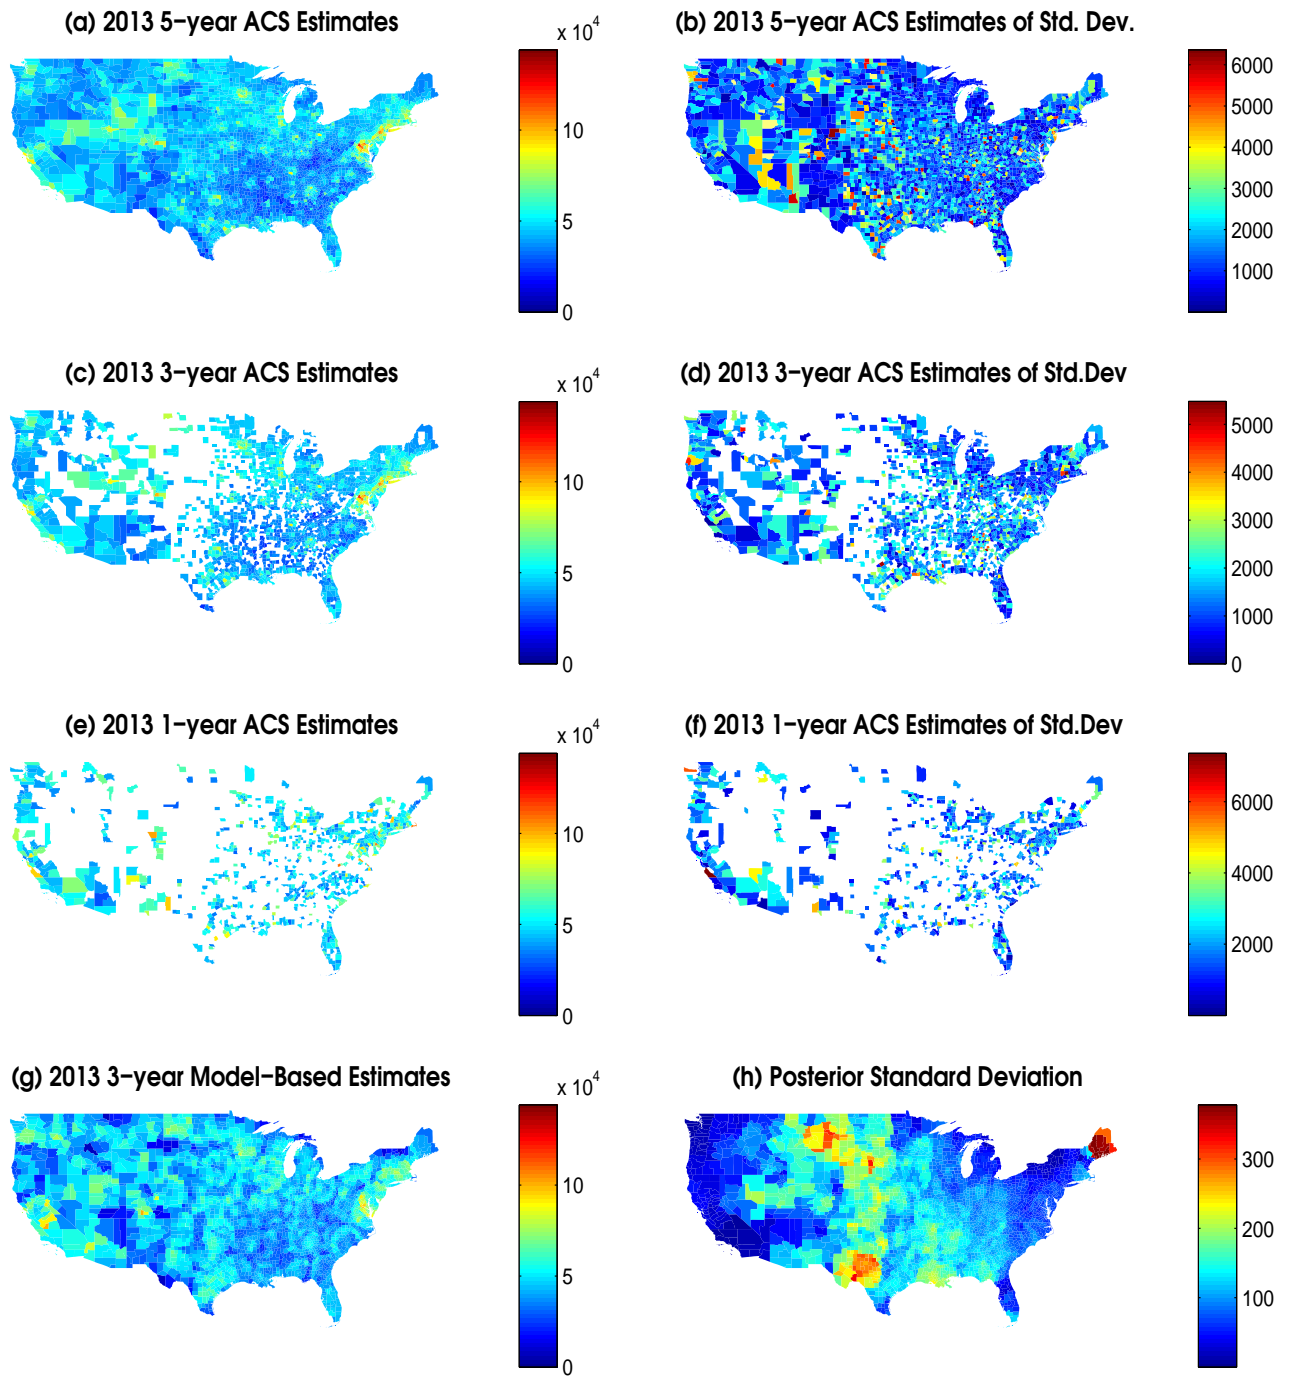 (a) 2013 5−year ACS Estimates
x 10^4
10
5
0
(b) 2013 5−year ACS Estimates of Std. Dev.
6000
5000
4000
3000
2000
1000
(c) 2013 3−year ACS Estimates
x 10^4
10
5
0
(d) 2013 3−year ACS Estimates of Std.Dev
5000
4000
3000
2000
1000
0
(e) 2013 1−year ACS Estimates
x 10^4
10
5
0
(f) 2013 1−year ACS Estimates of Std.Dev
6000
4000
2000
(g) 2013 3−year Model−Based Estimates
x 10^4
10
5
0
(h) Posterior Standard Deviation
300
200
100